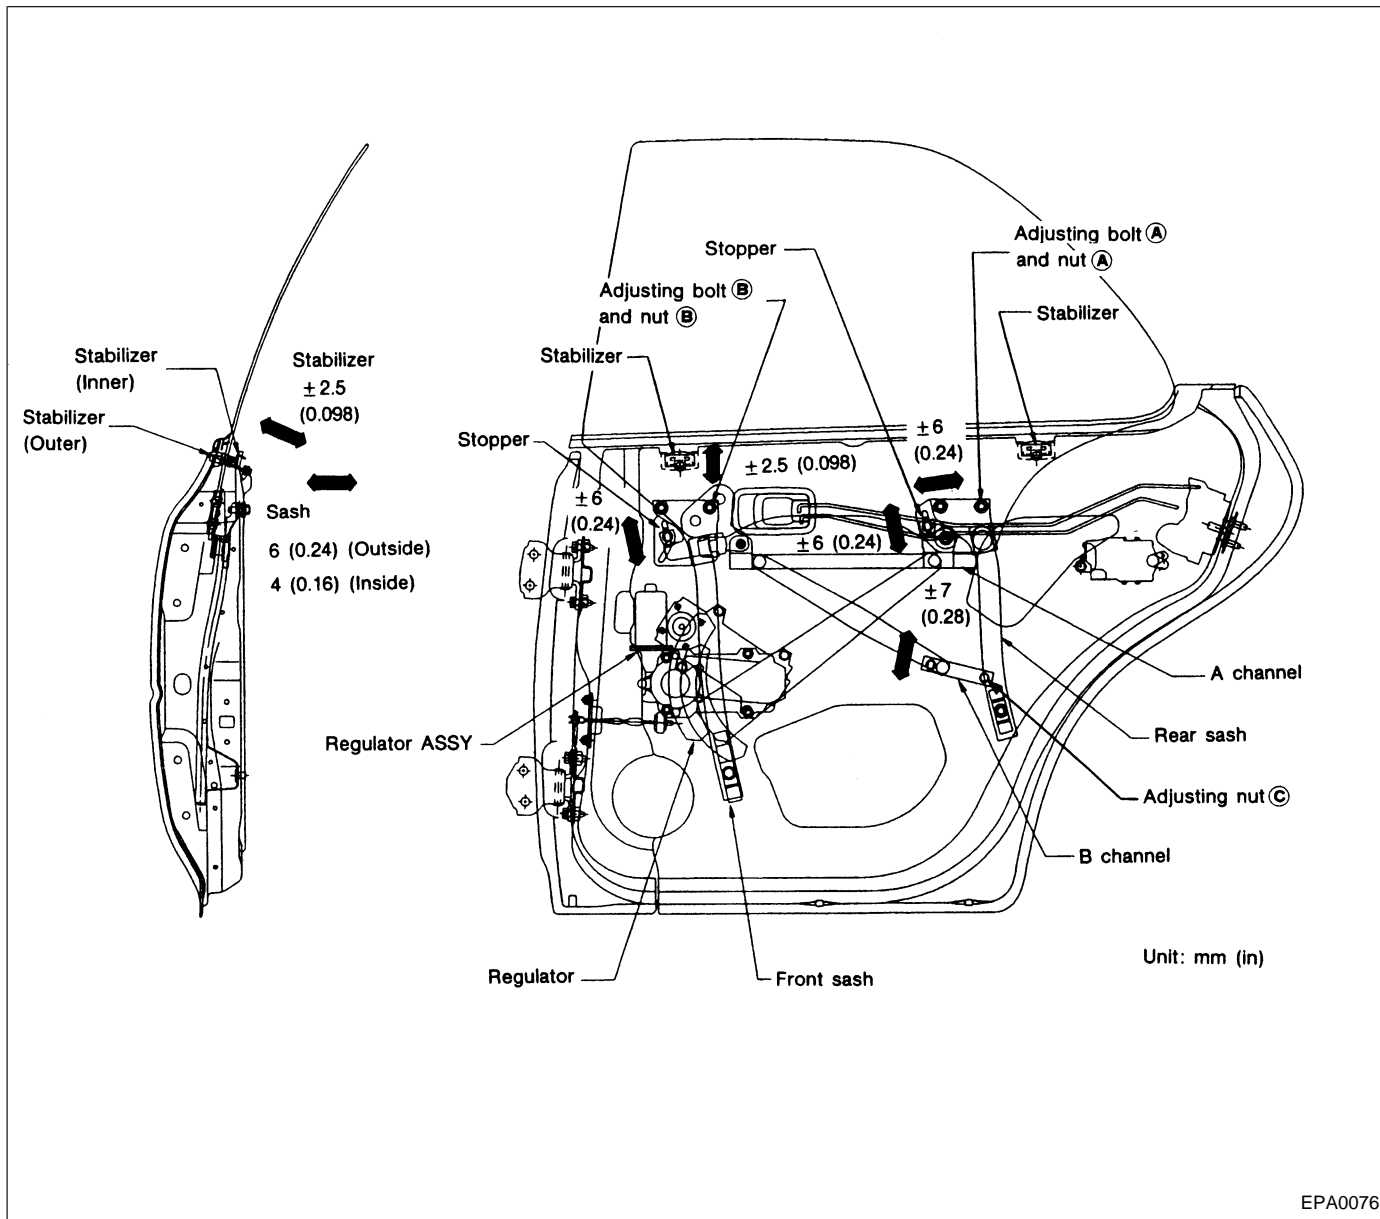 Stabilizer
(Inner)
Stabilizer
(Outer)
Stabilizer
±2.5
(0.098)
Sash
6 (0.24) (Outside)
4 (0.16) (Inside)
Stopper
Adjusting bolt Ⓐ
and nut Ⓐ
Adjusting bolt Ⓑ
and nut Ⓑ
Stabilizer
Stabilizer
Stopper
±6
(0.24)
±2.5 (0.098)
±6
(0.24)
±6 (0.24)
±7
(0.28)
A channel
Rear sash
Regulator ASSY
Adjusting nut Ⓒ
B channel
Regulator
Front sash
Unit: mm (in)
EPA0076